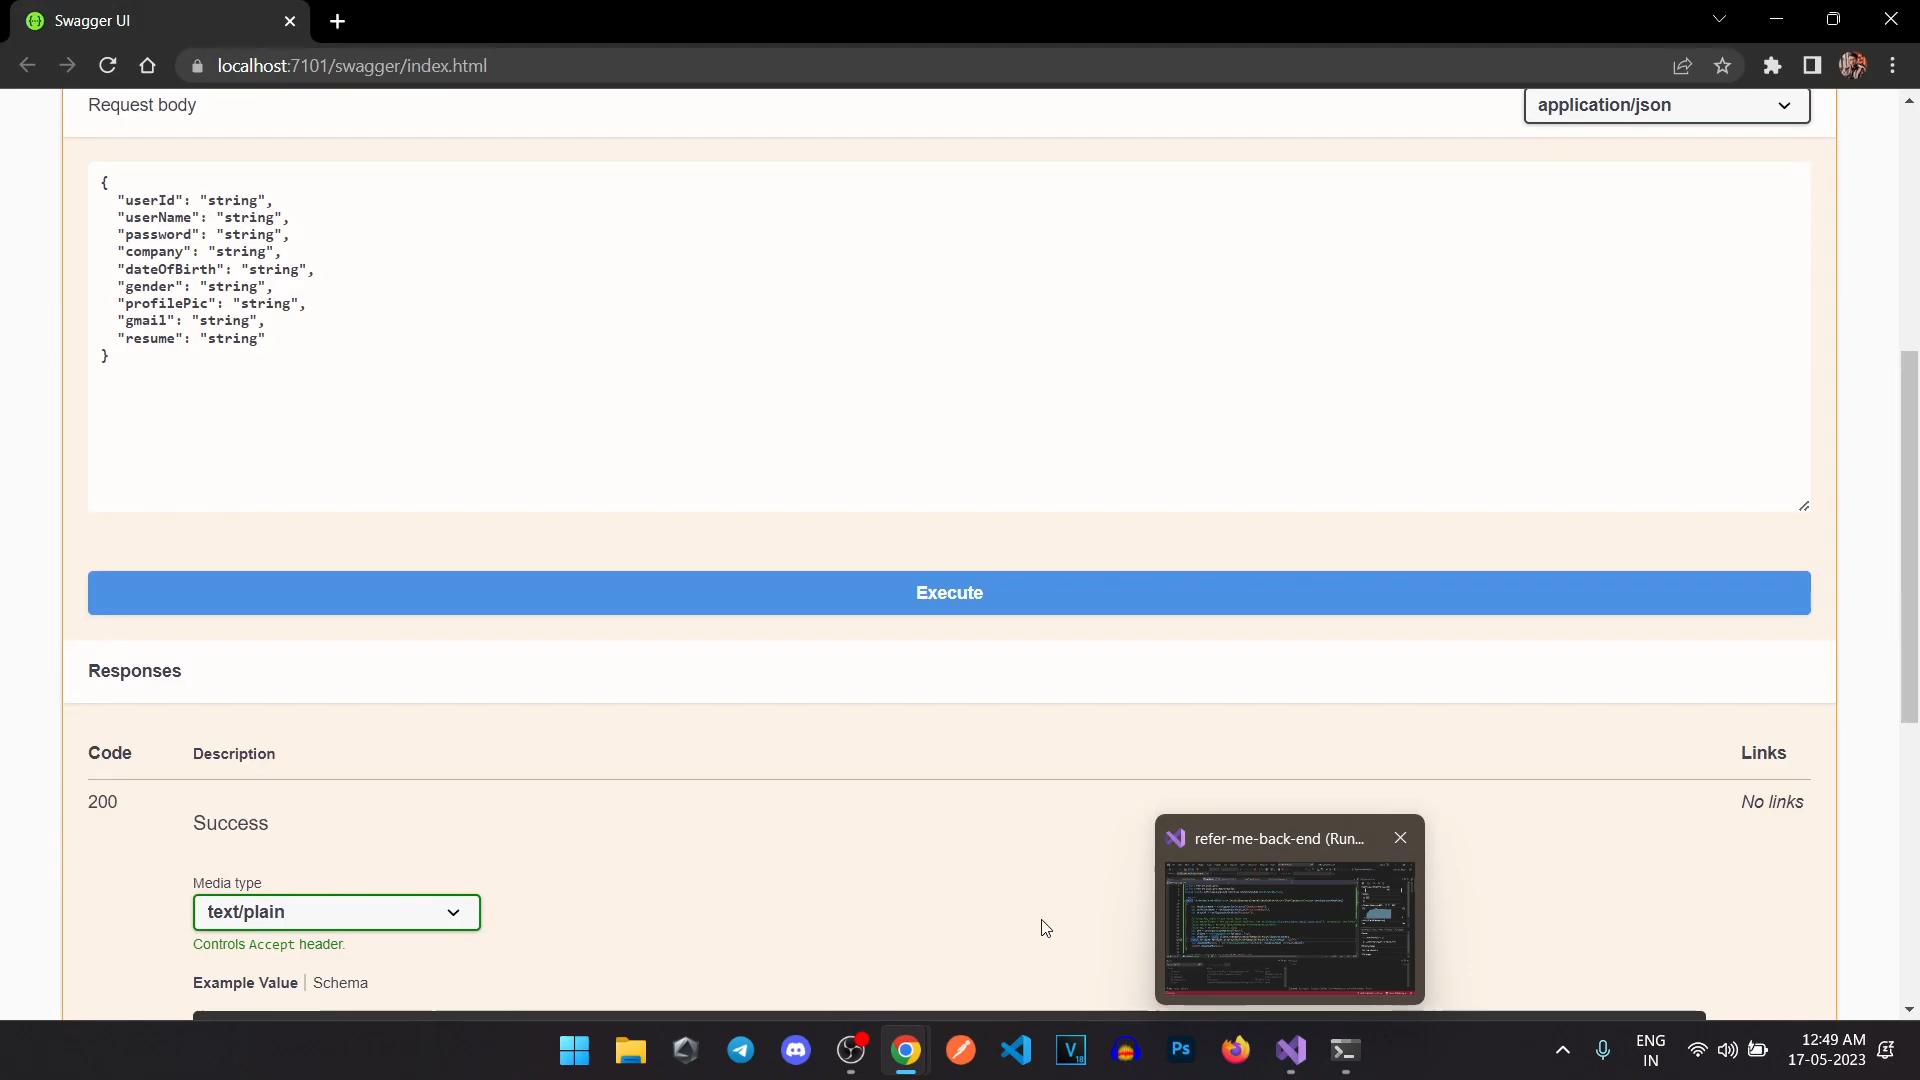 Swagger UI
localhost:7101/swagger/index.html
Request body
application/json
{
"userId": "string",
"userName": "string",
"password": "string",
"company": "string",
"dateOfBirth": "string",
"gender": "string",
"profilePic": "string",
"gmail": "string",
"resume": "string"
}
Execute
Responses
Code Description Links
200 No links
Success
refer-me-back-end (Run...
Media type
text/plain
Controls Accept header.
Example Value Schema
V
18
Ps
ENG
IN
12:49 AM
17-05-2023